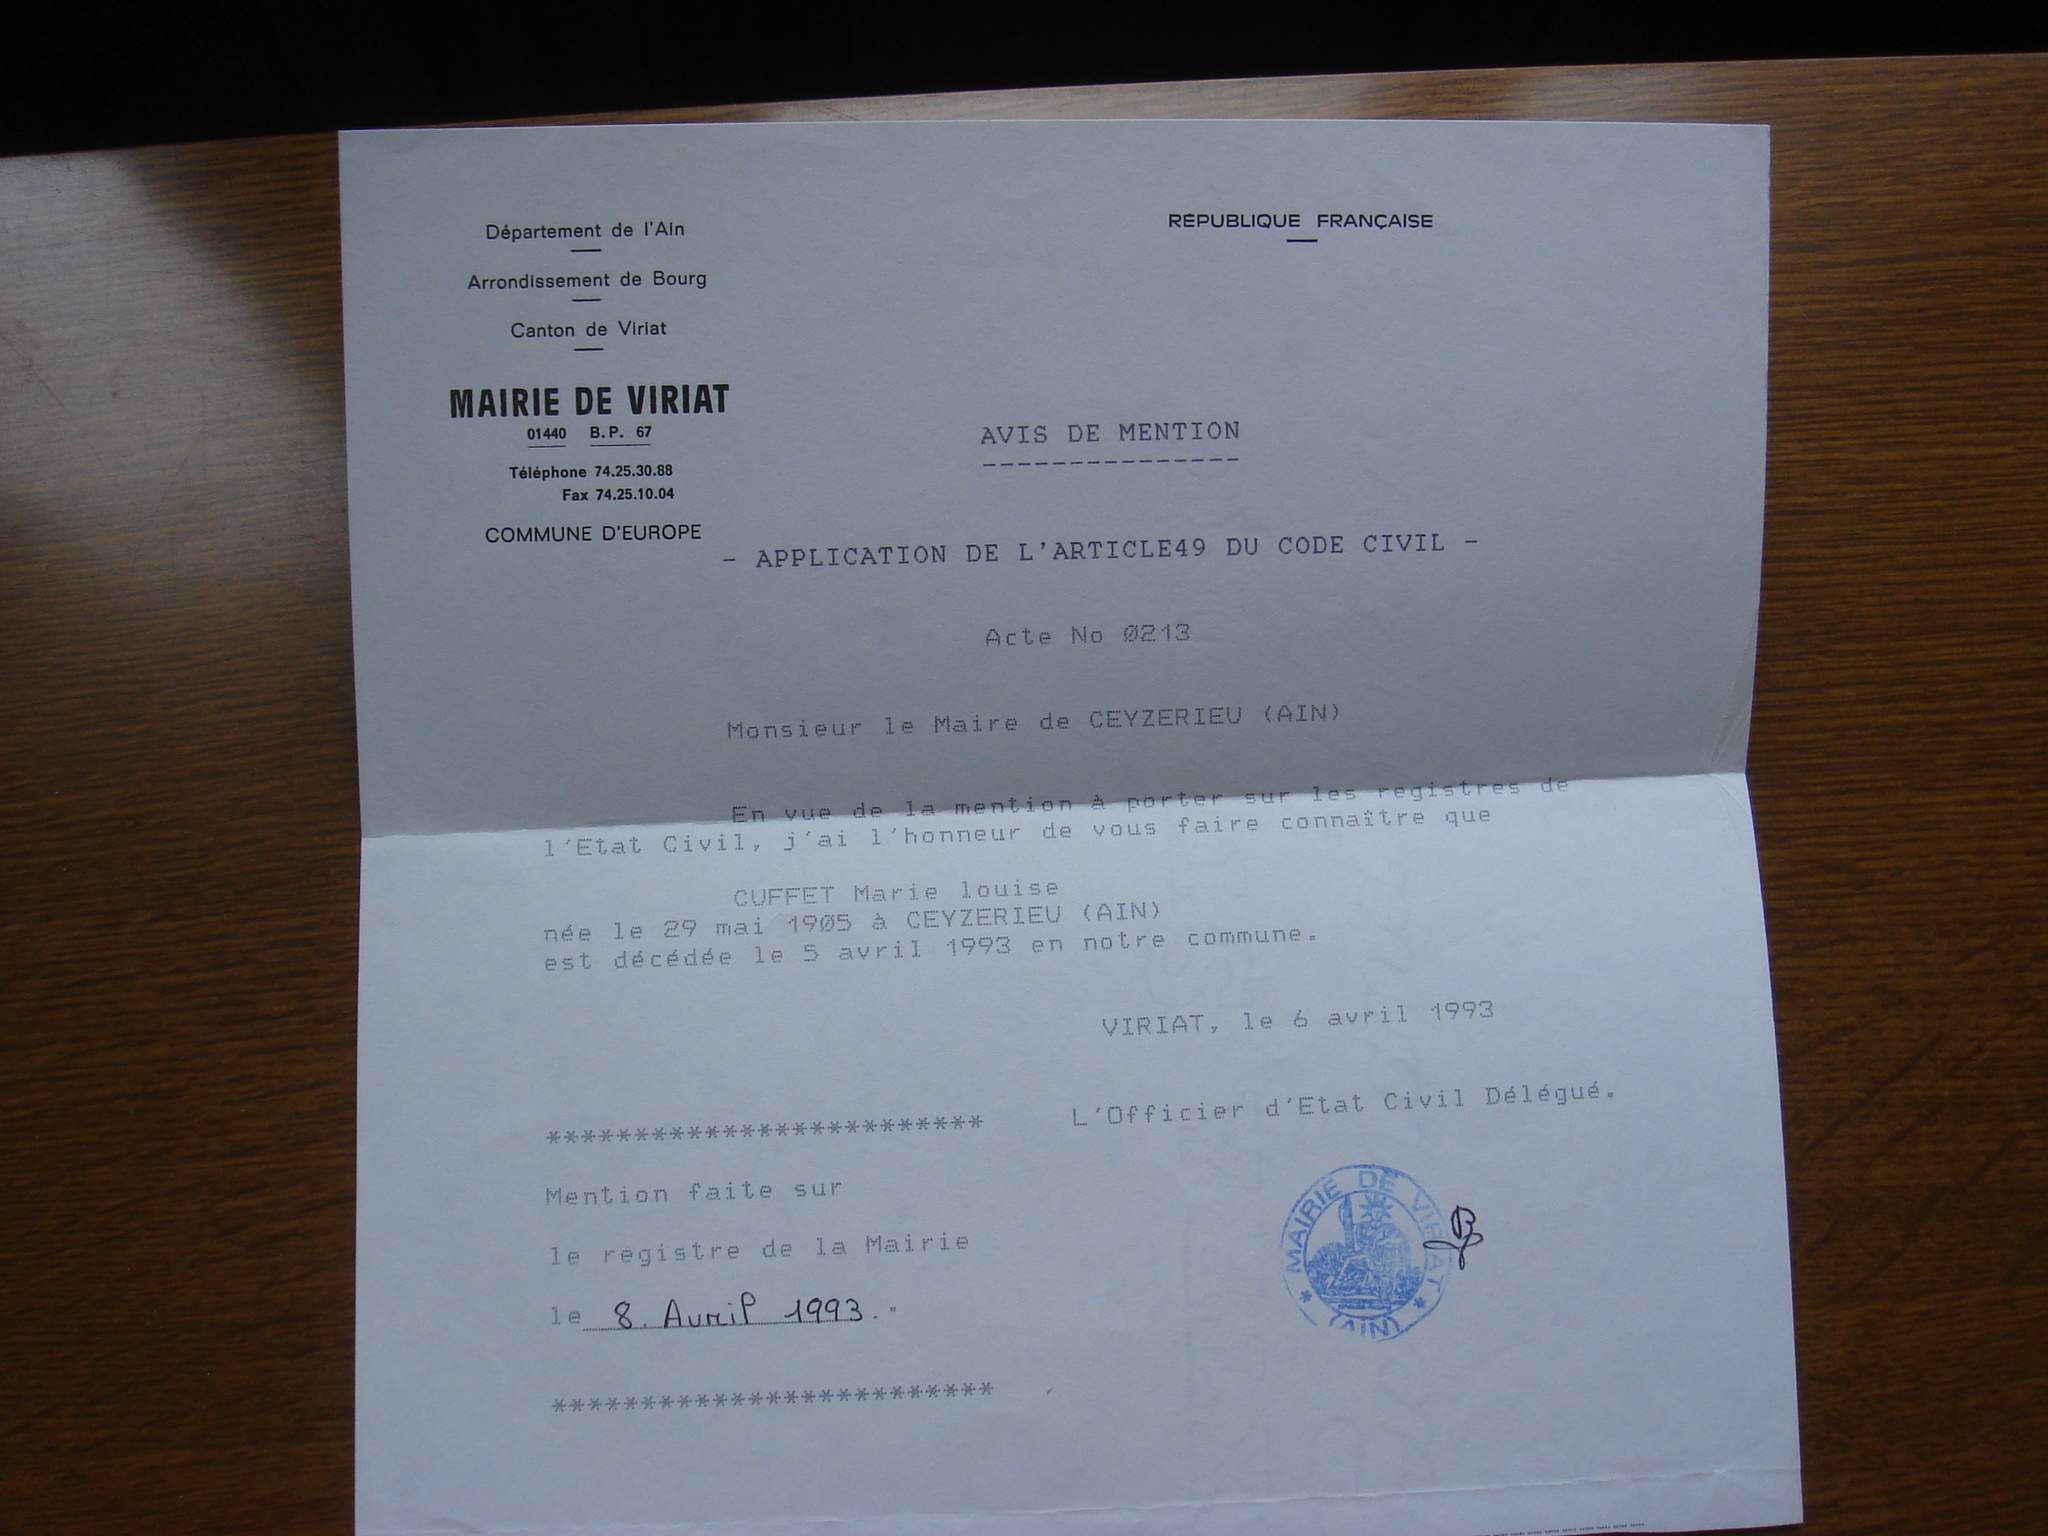 Département de l'Ain
Arrondissement de Bourg
Canton de Viriat
MAIRIE DE VIRIAT
01440 B.P. 67
Téléphone 74.25.30.88
Fax 74.25.10.04
COMMUNE D'EUROPE
RÉPUBLIQUE FRANÇAISE
AVIS DE MENTION
---------------
- APPLICATION DE L'ARTICLE49 DU CODE CIVIL -
Acte No 0213
Monsieur le Maire de CEYZERIEU (AIN)
En vue de la mention à porter sur les registres de
l'Etat Civil, j'ai l'honneur de vous faire connaître que
CUFFET Marie louise
née le 29 mai 1905 à CEYZERIEU (AIN)
est décédée le 5 avril 1993 en notre commune.
VIRIAT, le 6 avril 1993
L'Officier d'Etat Civil Délégué.
*************************
Mention faite sur
le registre de la Mairie
le 8. Avril 1993.
*************************
MAIRIE DE VIRIAT
* (AIN) *